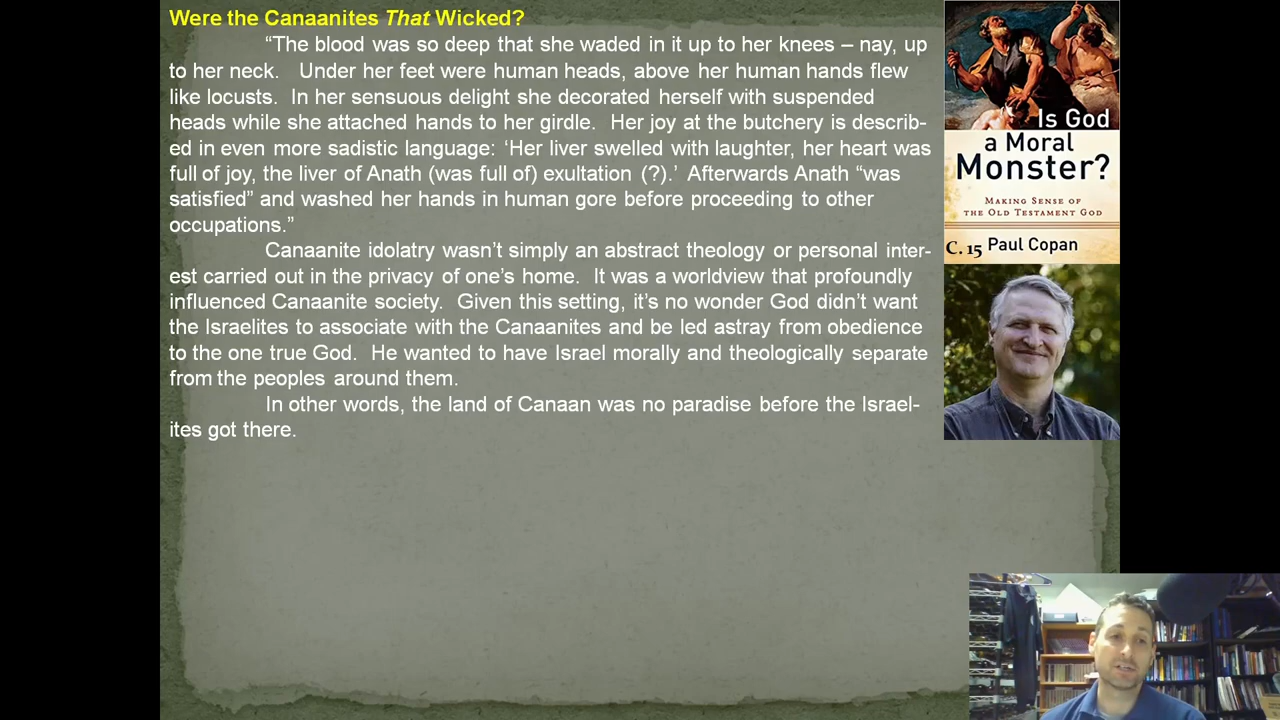 Were the Canaanites That Wicked?
“The blood was so deep that she waded in it up to her knees – nay, up
to her neck. Under her feet were human heads, above her human hands flew
like locusts. In her sensuous delight she decorated herself with suspended
heads while she attached hands to her girdle. Her joy at the butchery is describ-
ed in even more sadistic language: ‘Her liver swelled with laughter, her heart was
full of joy, the liver of Anath (was full of) exultation (?).’ Afterwards Anath “was
satisfied” and washed her hands in human gore before proceeding to other
occupations.”
Canaanite idolatry wasn’t simply an abstract theology or personal inter-
est carried out in the privacy of one’s home. It was a worldview that profoundly
influenced Canaanite society. Given this setting, it’s no wonder God didn’t want
the Israelites to associate with the Canaanites and be led astray from obedience
to the one true God. He wanted to have Israel morally and theologically separate
from the peoples around them.
In other words, the land of Canaan was no paradise before the Israel-
ites got there.
Is God
a Moral
Monster?
Making Sense of
the Old Testament God
C. 15 Paul Copan